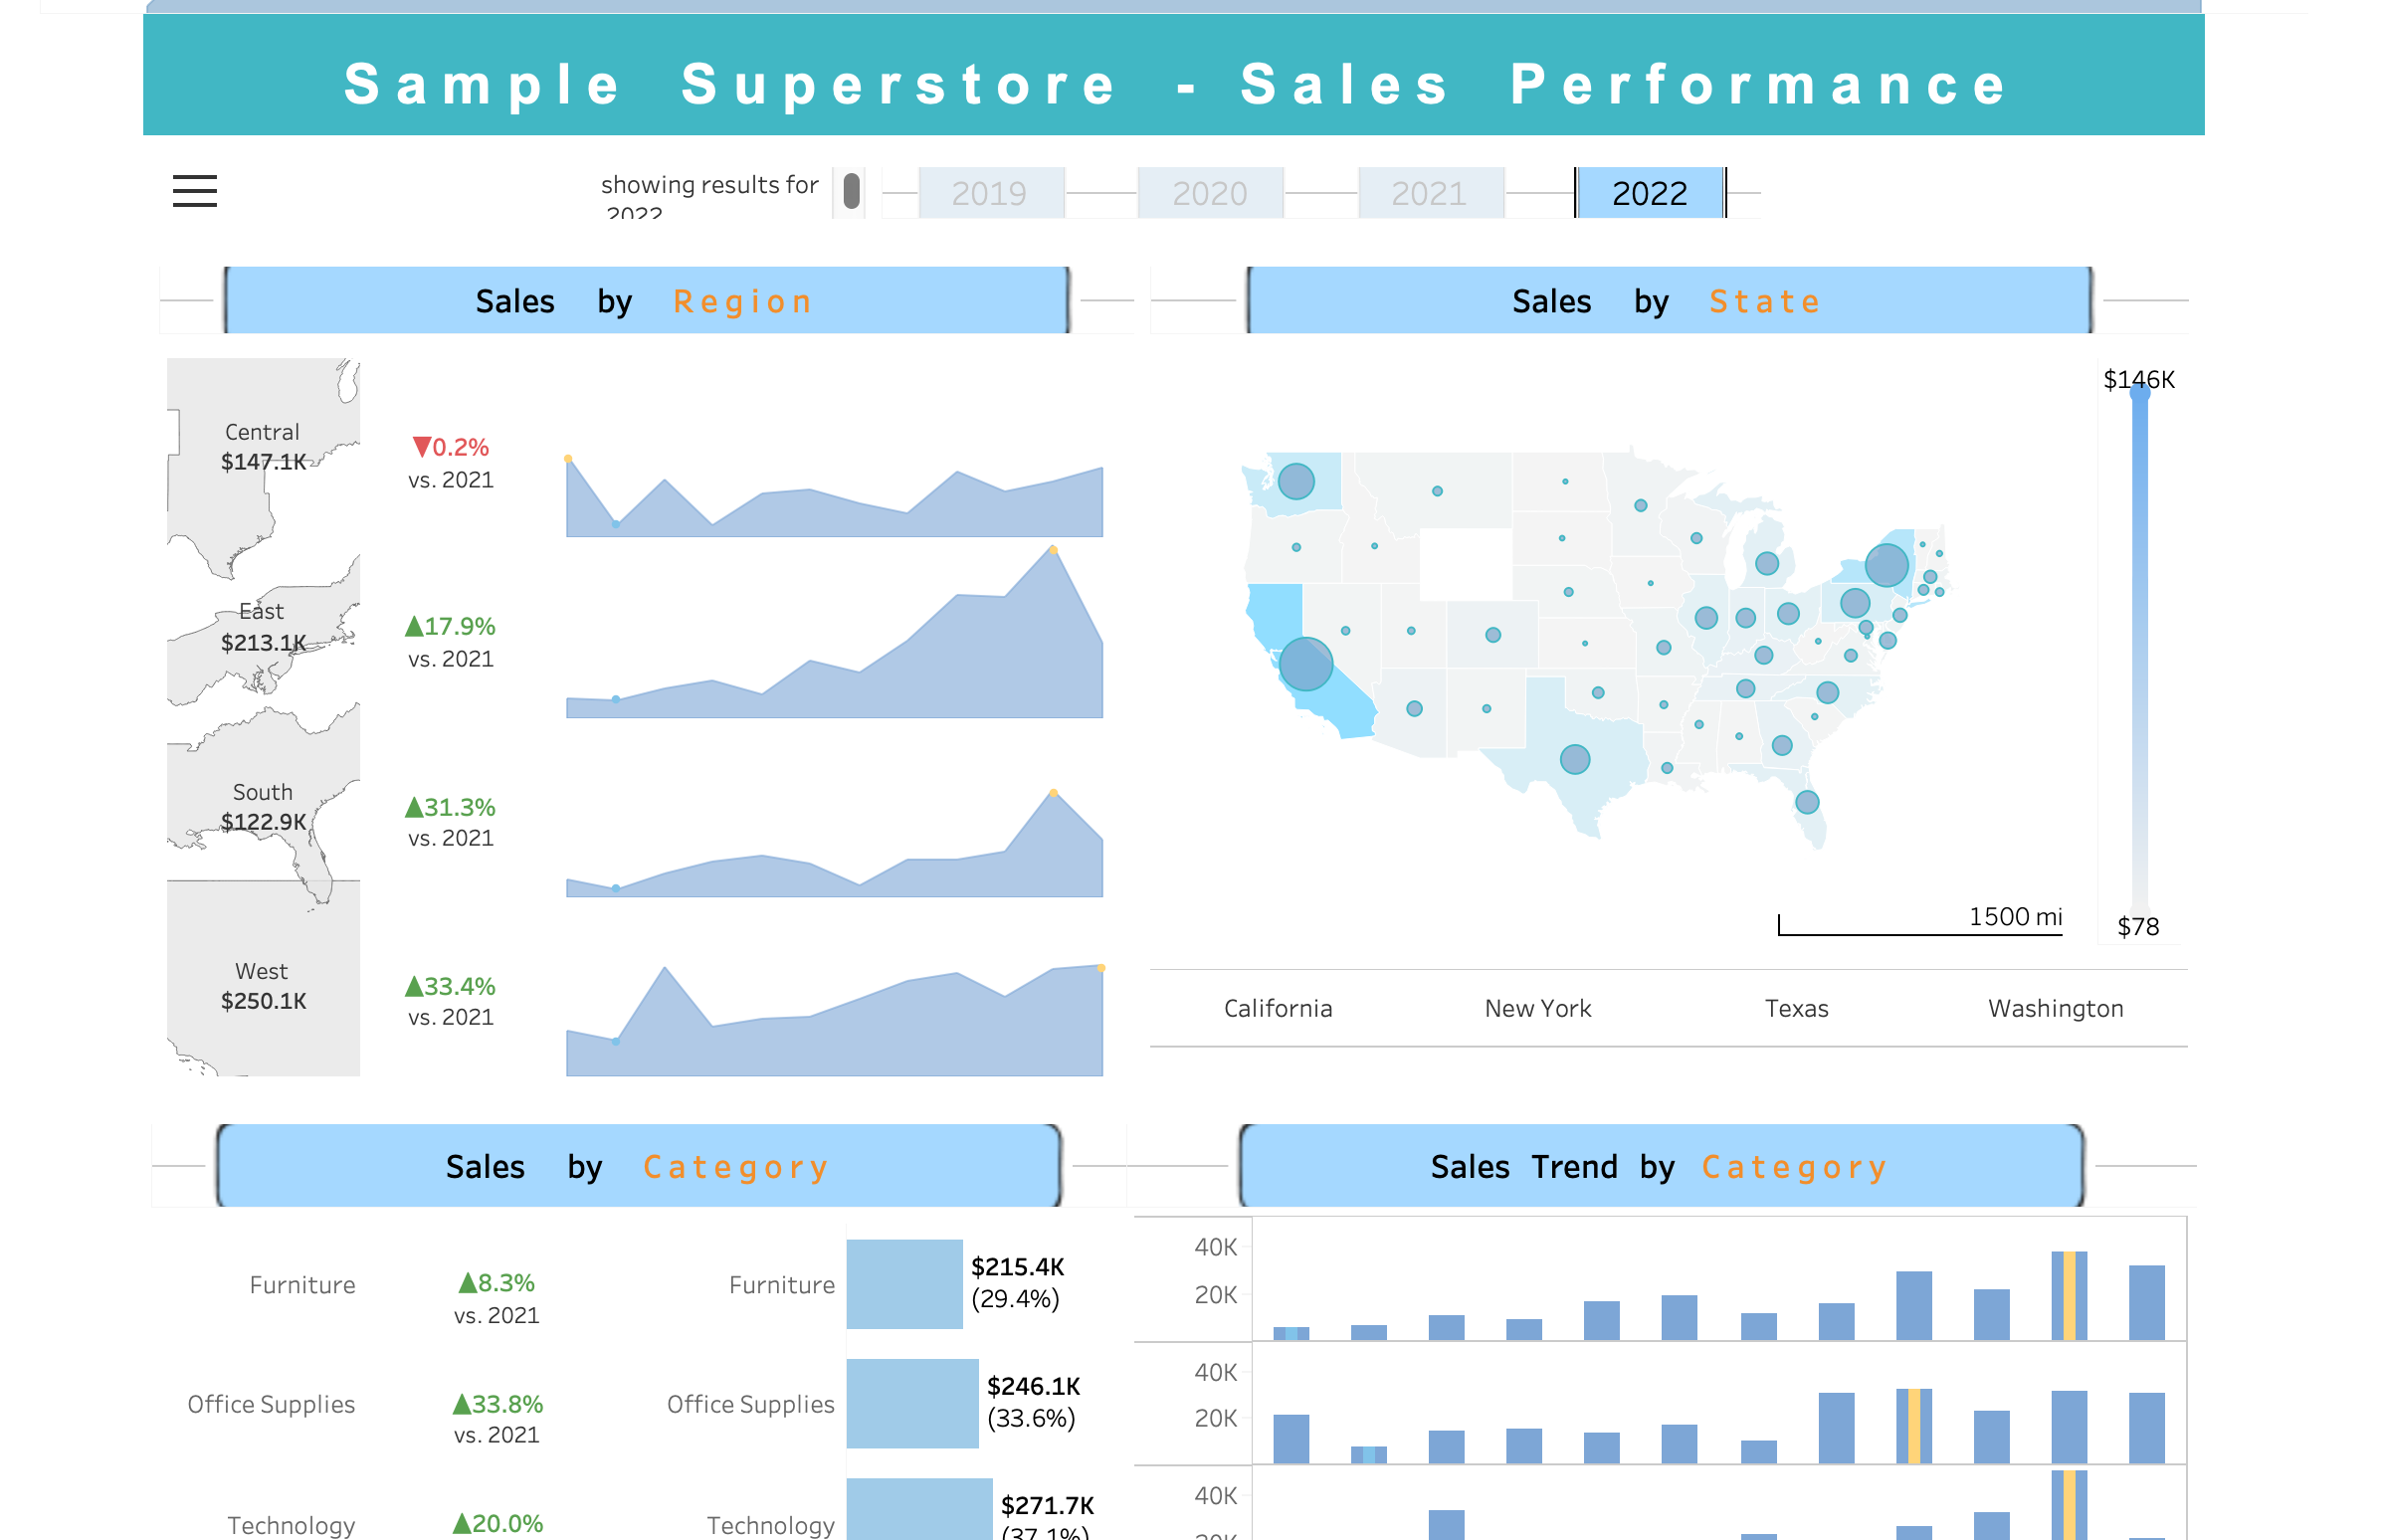 Sample Superstore - Sales Performance
showing results for
2022
2019
2020
2021
2022
Sales by Region
Sales by State
Central
$147.1K
▼0.2%
vs. 2021
East
$213.1K
▲17.9%
vs. 2021
South
$122.9K
▲31.3%
vs. 2021
West
$250.1K
▲33.4%
vs. 2021
$146K
$78
1500 mi
California New York Texas Washington
Sales by Category
Sales Trend by Category
Furniture
▲8.3%
vs. 2021
Furniture
$215.4K
(29.4%)
Office Supplies
▲33.8%
vs. 2021
Office Supplies
$246.1K
(33.6%)
Technology
▲20.0%
Technology
$271.7K
(37.1%)
40K
20K
40K
20K
40K
20K